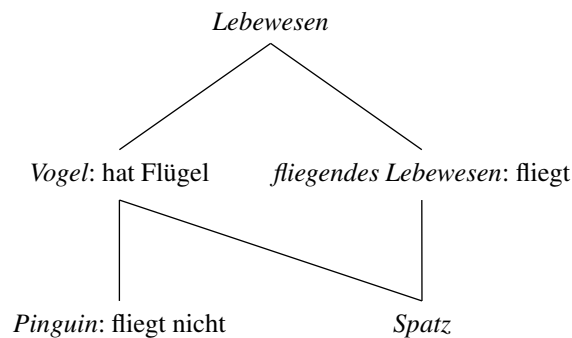 Lebewesen
Vogel: hat Flügel
fliegendes Lebewesen: fliegt
Pinguin: fliegt nicht
Spatz